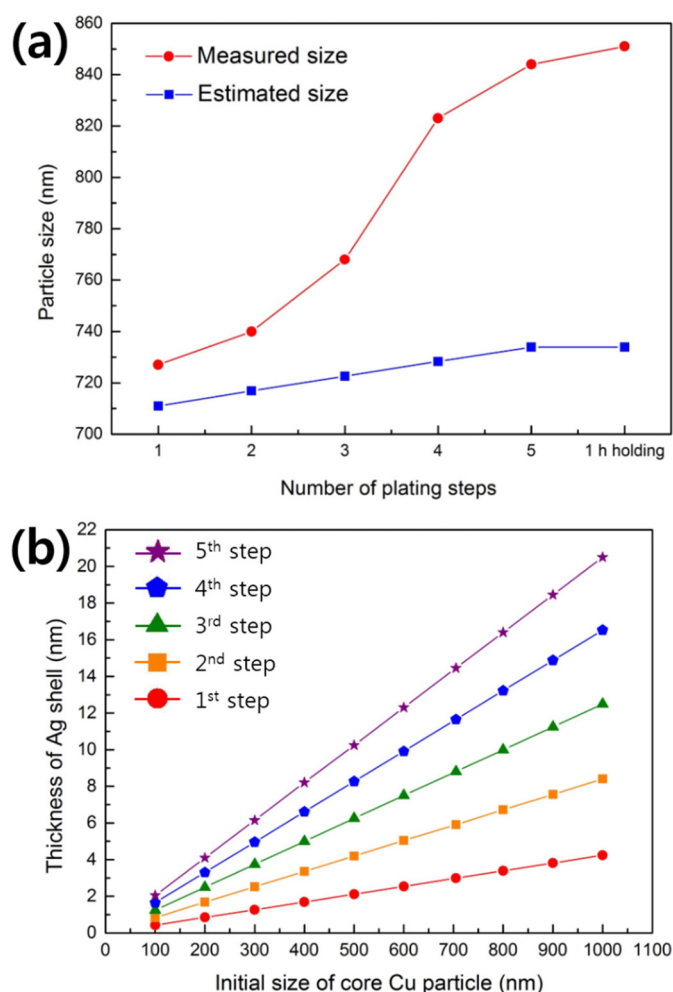 (a)
Measured size
Estimated size
Particle size (nm)
860
840
820
800
780
760
740
720
700
1 2 3 4 5 1 h holding
Number of plating steps
(b)
5th step
4th step
3rd step
2nd step
1st step
Thickness of Ag shell (nm)
22
20
18
16
14
12
10
8
6
4
2
0
0 100 200 300 400 500 600 700 800 900 1000 1100
Initial size of core Cu particle (nm)